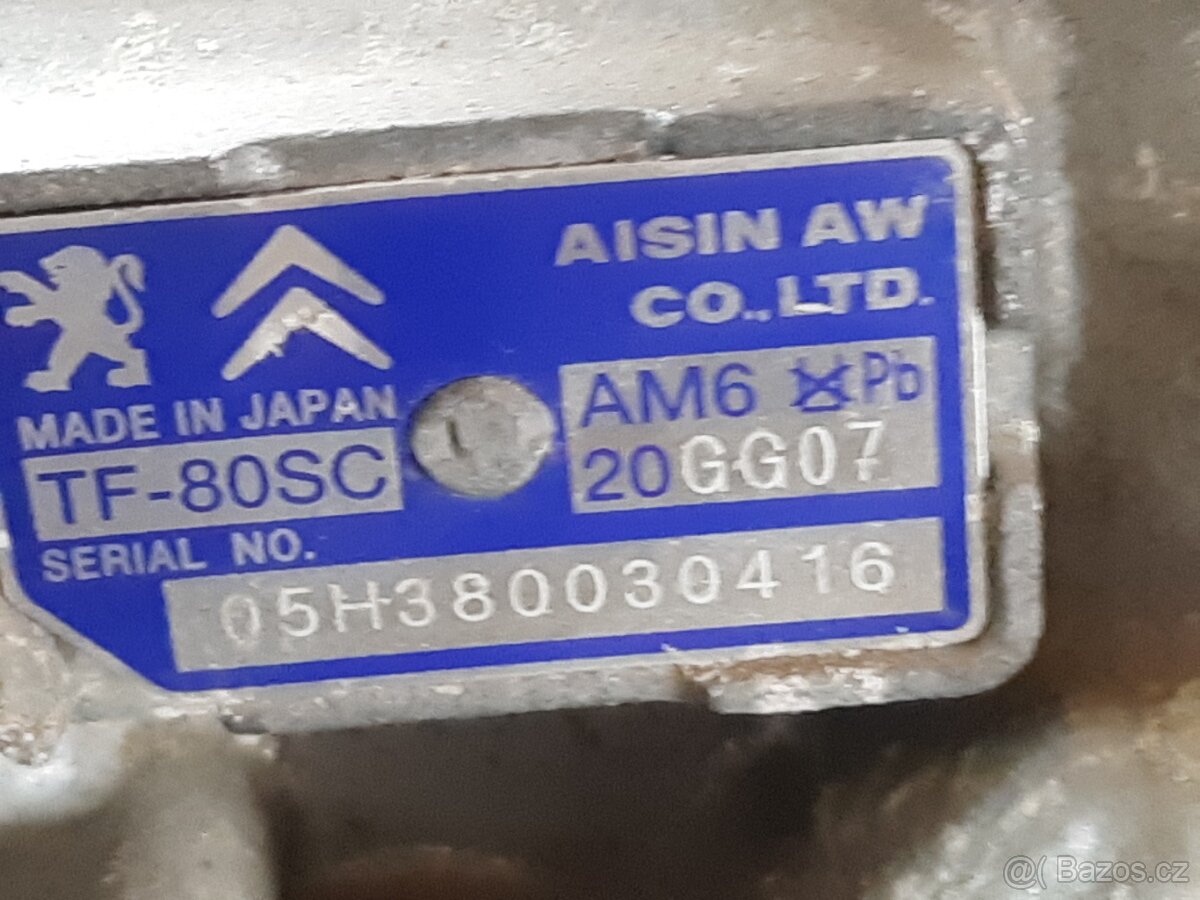 AISIN AW
CO.,LTD.
MADE IN JAPAN
TF-80SC
AM6 Pb
20GG07
SERIAL NO.
05H380030416
@( Bazos.cz